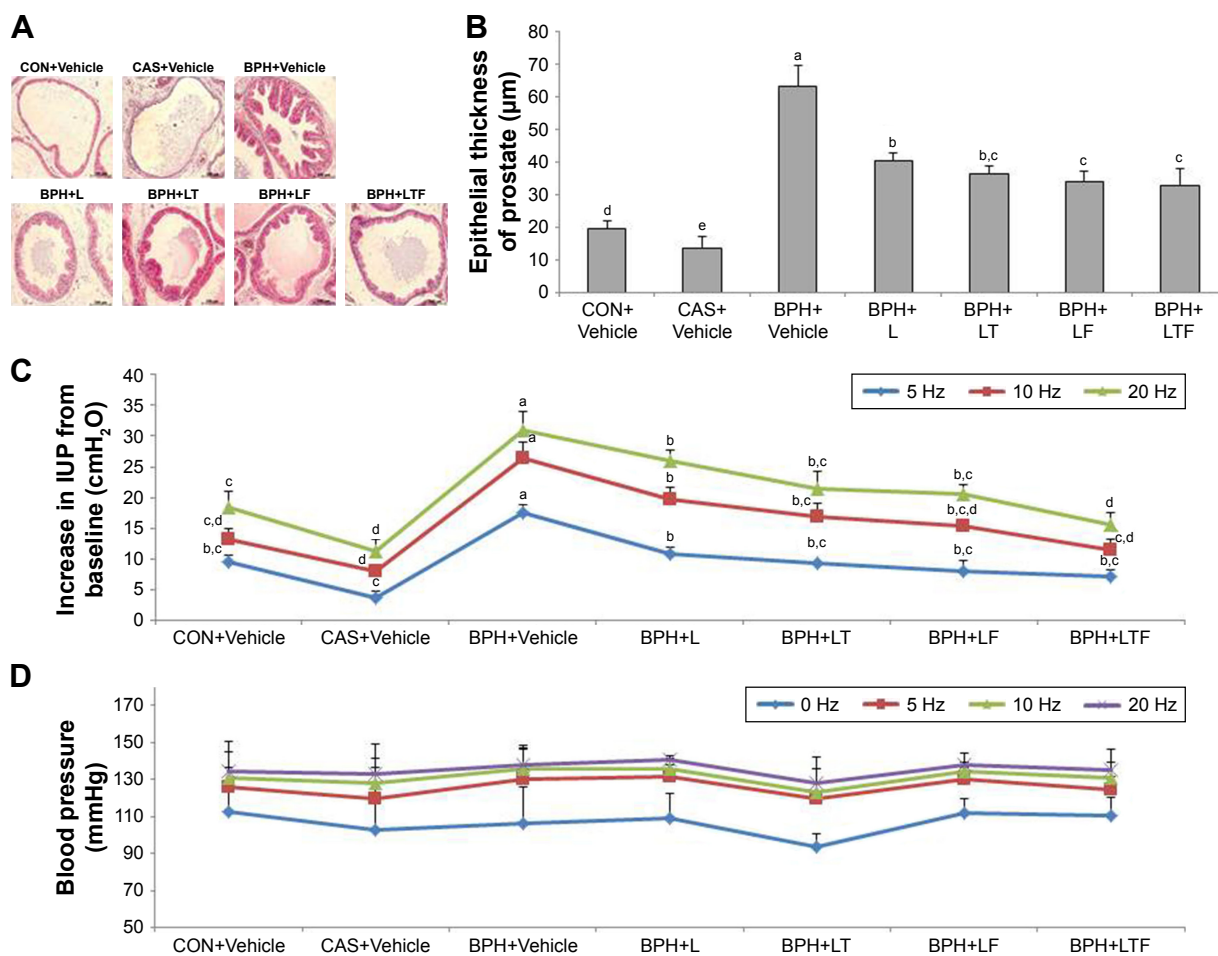 A
CON+Vehicle CAS+Vehicle BPH+Vehicle
BPH+L BPH+LT BPH+LF BPH+LTF
B
Epithelial thickness
of prostate (µm)
80
70
60
50
40
30
20
10
0
d e a b b,c c c
CON+ CAS+ BPH+ BPH+ BPH+ BPH+ BPH+
Vehicle Vehicle Vehicle L LT LF LTF
C
Increase in IUP from
baseline (cmH2O)
40
35
30
25
20
15
10
5
0
5 Hz 10 Hz 20 Hz
c d a b b,c b,c d
c,d d a b b,c b,c,d c,d
b,c c a b b,c b,c b,c
CON+Vehicle CAS+Vehicle BPH+Vehicle BPH+L BPH+LT BPH+LF BPH+LTF
D
Blood pressure
(mmHg)
170
150
130
110
90
70
50
0 Hz 5 Hz 10 Hz 20 Hz
CON+Vehicle CAS+Vehicle BPH+Vehicle BPH+L BPH+LT BPH+LF BPH+LTF